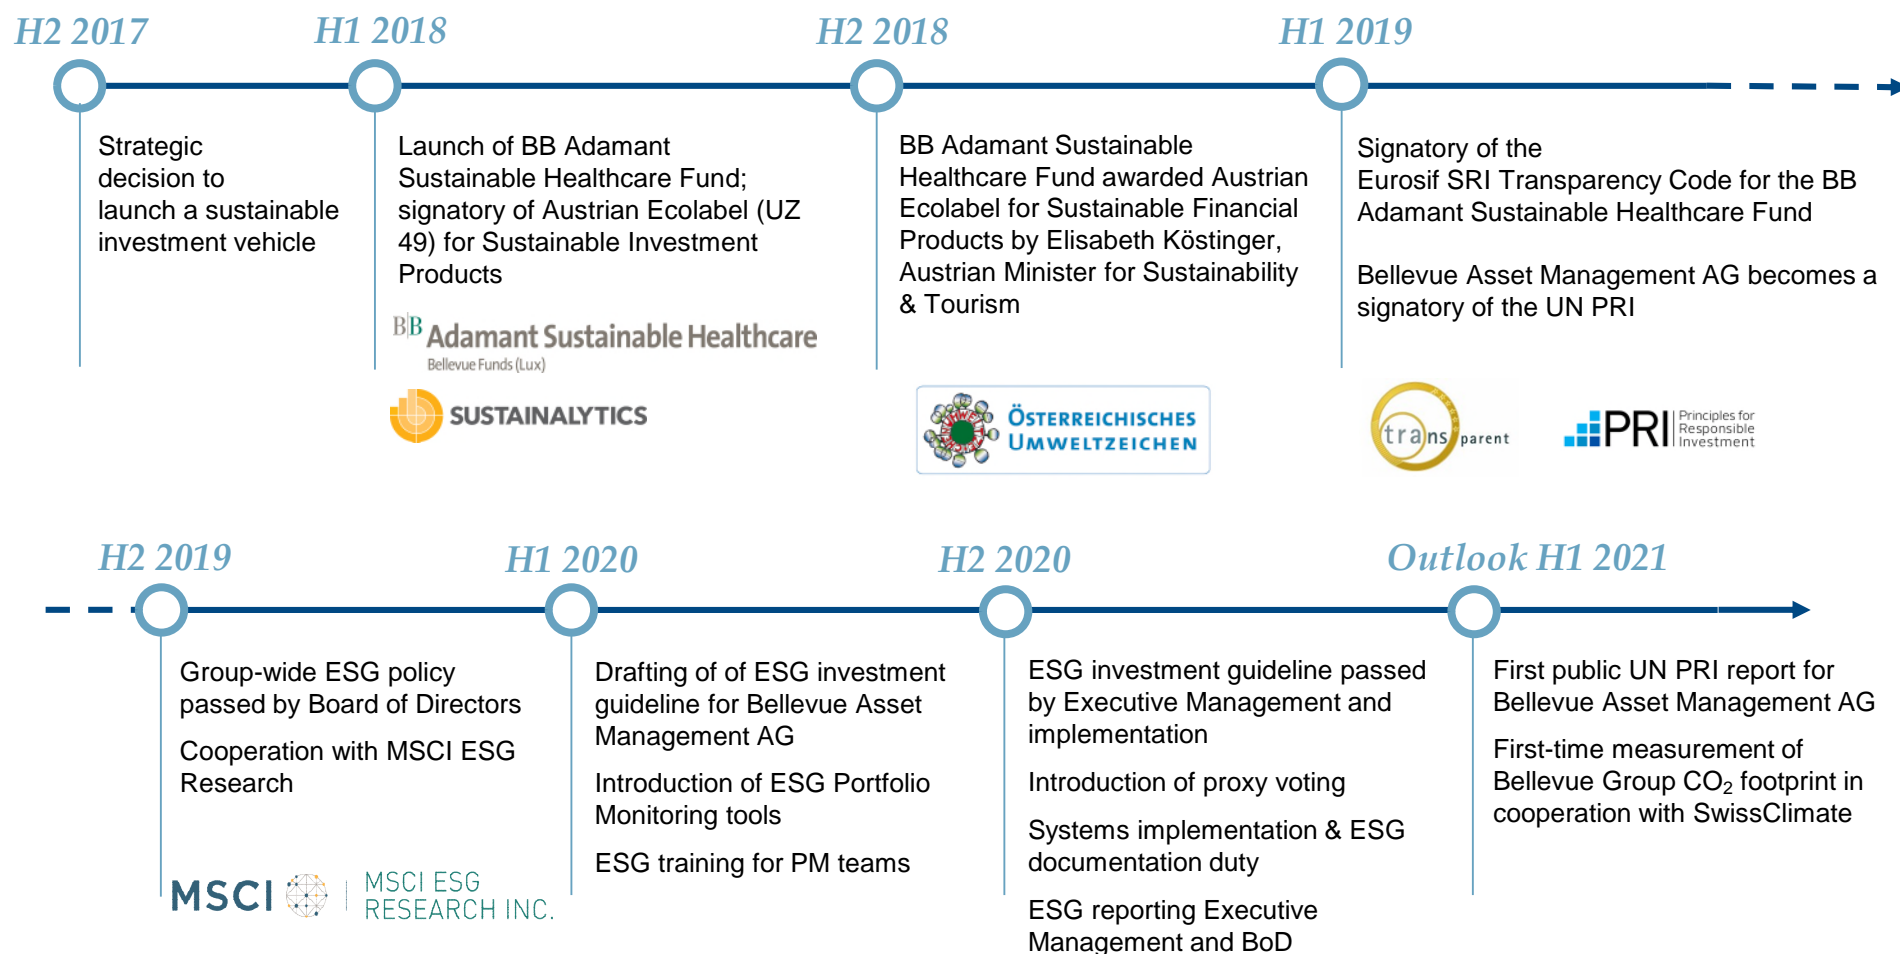 H2 2017
Strategic
decision to
launch a sustainable
investment vehicle
H1 2018
Launch of BB Adamant
Sustainable Healthcare Fund;
signatory of Austrian Ecolabel (UZ
49) for Sustainable Investment
Products
B|B Adamant Sustainable Healthcare
Bellevue Funds (Lux)
SUSTAINALYTICS
H2 2018
BB Adamant Sustainable
Healthcare Fund awarded Austrian
Ecolabel for Sustainable Financial
Products by Elisabeth Köstinger,
Austrian Minister for Sustainability
& Tourism
ÖSTERREICHISCHES
UMWELTZEICHEN
H1 2019
Signatory of the
Eurosif SRI Transparency Code for the BB
Adamant Sustainable Healthcare Fund
Bellevue Asset Management AG becomes a
signatory of the UN PRI
transparent
PRI
Principles for
Responsible
Investment
H2 2019
Group-wide ESG policy
passed by Board of Directors
Cooperation with MSCI ESG
Research
MSCI
MSCI ESG
RESEARCH INC.
H1 2020
Drafting of of ESG investment
guideline for Bellevue Asset
Management AG
Introduction of ESG Portfolio
Monitoring tools
ESG training for PM teams
H2 2020
ESG investment guideline passed
by Executive Management and
implementation
Introduction of proxy voting
Systems implementation & ESG
documentation duty
ESG reporting Executive
Management and BoD
Outlook H1 2021
First public UN PRI report for
Bellevue Asset Management AG
First-time measurement of
Bellevue Group CO₂ footprint in
cooperation with SwissClimate